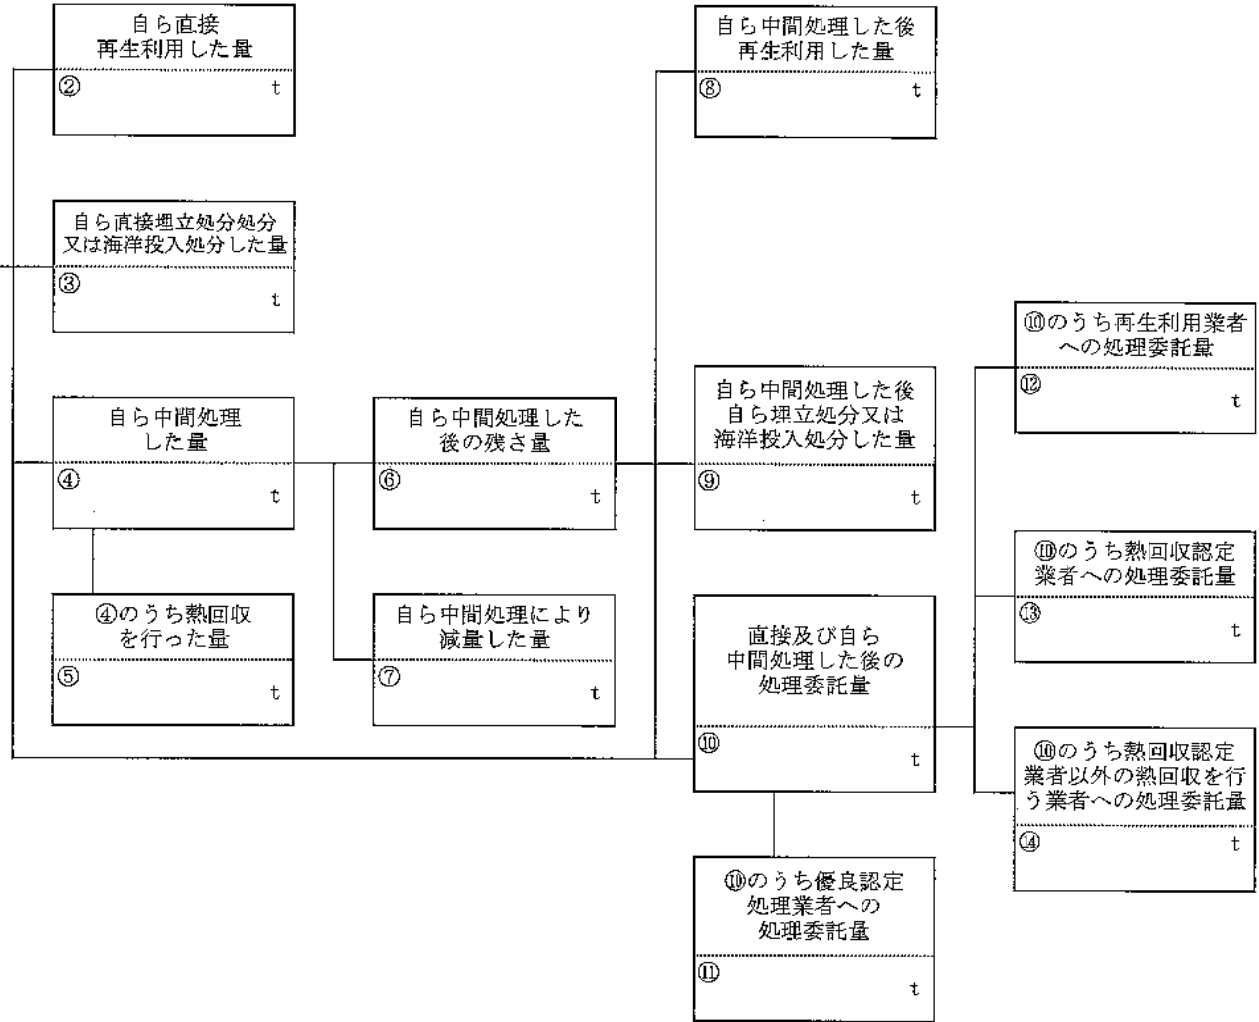 自ら直接
再生利用した量
② t
自ら直接埋立処分処分
又は海洋投入処分した量
③ t
自ら中間処理
した量
④ t
④のうち熱回収
を行った量
⑤ t
自ら中間処理した
後の残さ量
⑥ t
自ら中間処理により
減量した量
⑦ t
自ら中間処理した後
再生利用した量
⑧ t
自ら中間処理した後
自ら埋立処分又は
海洋投入処分した量
⑨ t
直接及び自ら
中間処理した後の
処理委託量
⑩ t
⑩のうち優良認定
処理業者への
処理委託量
⑪ t
⑩のうち再生利用業者
への処理委託量
⑫ t
⑩のうち熱回収認定
業者への処理委託量
⑬ t
⑩のうち熱回収認定
業者以外の熱回収を行
う業者への処理委託量
⑭ t